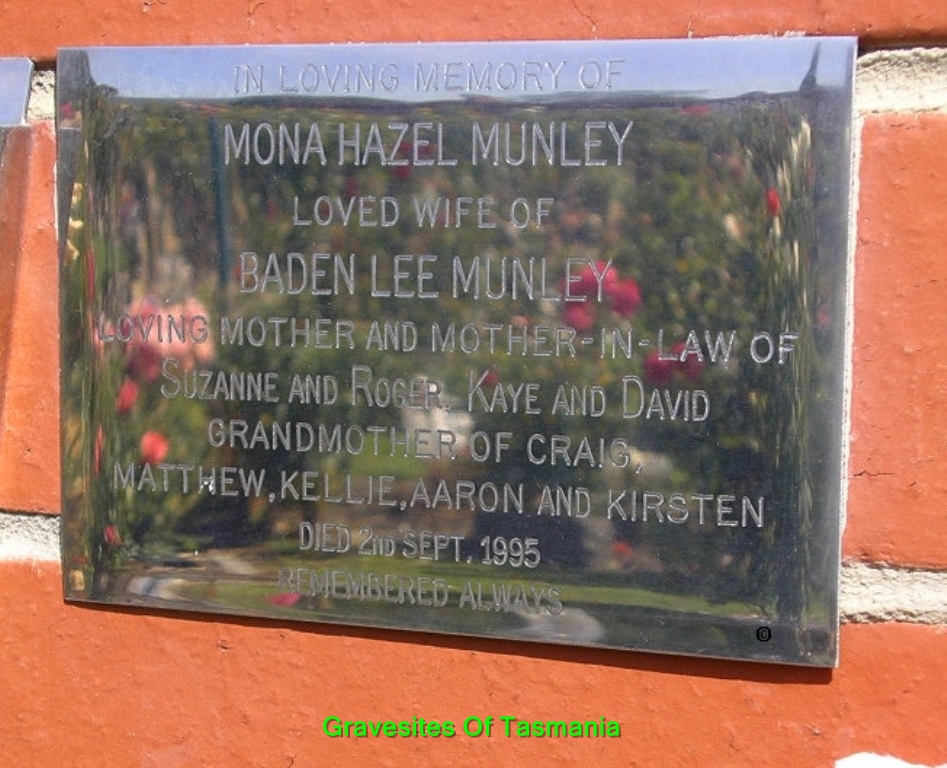 IN LOVING MEMORY OF
MONA HAZEL MUNLEY
LOVED WIFE OF
BADEN LEE MUNLEY
LOVING MOTHER AND MOTHER-IN-LAW OF
SUZANNE AND ROGER, KAYE AND DAVID
GRANDMOTHER OF CRAIG,
MATTHEW, KELLIE, AARON AND KIRSTEN
DIED 2ND SEPT. 1995
REMEMBERED ALWAYS
©
Gravesites Of Tasmania